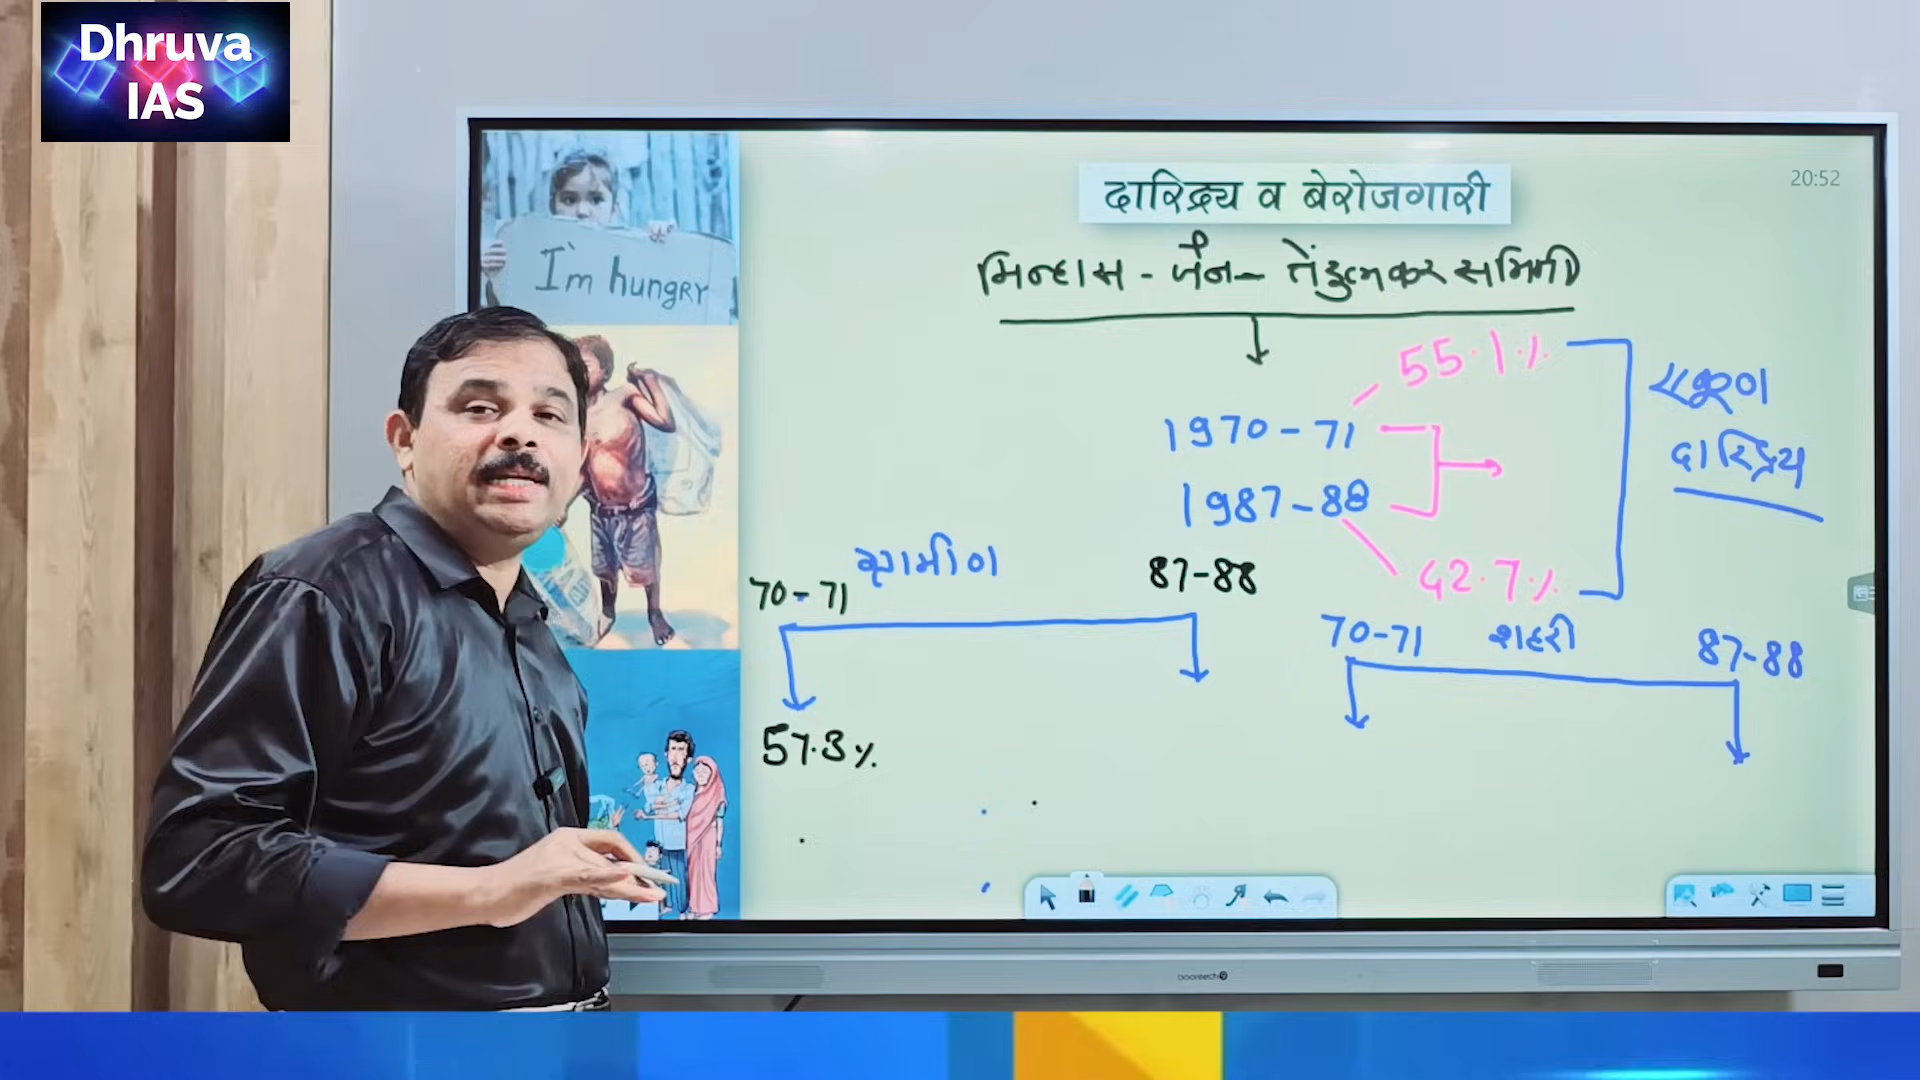 Dhruva
IAS
I'm hungry
दारिद्र्य व बेरोजगारी
20:52
मिन्हास - जैन - तेंडुलकर समिती
55.1%
1970-71
1987-88
42.7%
संपूर्ण
दारिद्र्य
ग्रामीण
70-71
87-88
57.3%
70-71 शहरी 87-88